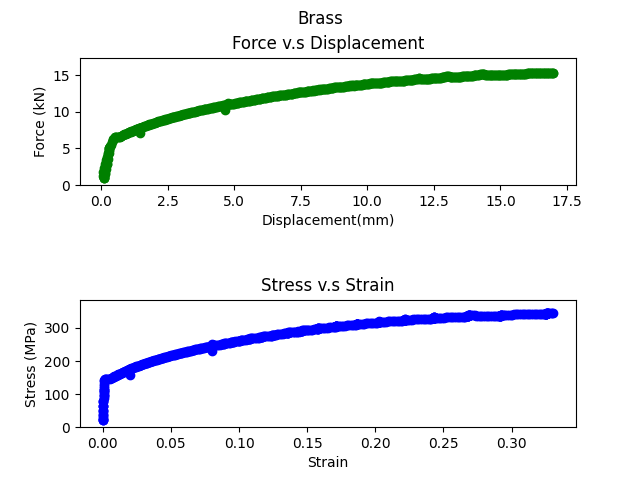 Brass
Force v.s Displacement
Force (kN)
15
10
5
0
0.0 2.5 5.0 7.5 10.0 12.5 15.0 17.5
Displacement(mm)
Stress v.s Strain
Stress (MPa)
300
200
100
0
0.00 0.05 0.10 0.15 0.20 0.25 0.30
Strain